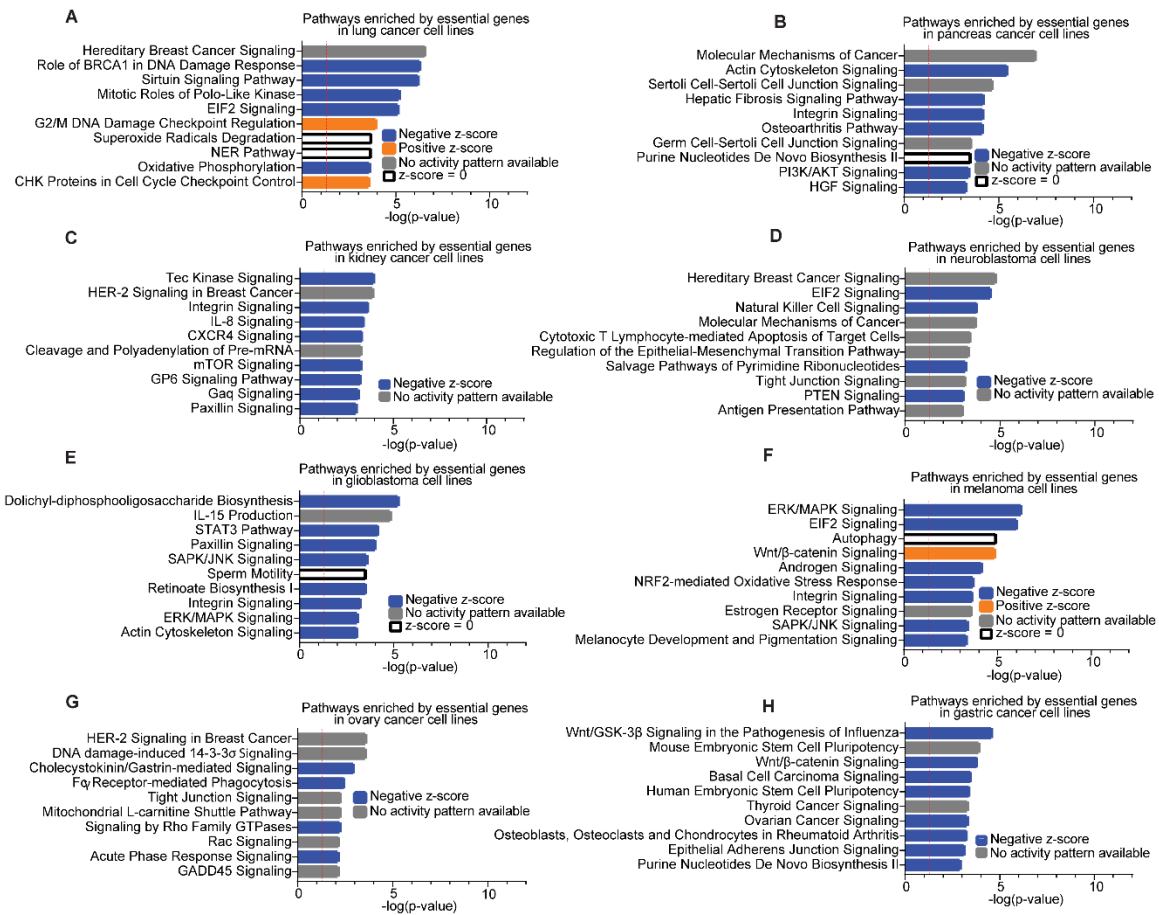 A
Pathways enriched by essential genes
in lung cancer cell lines
Hereditary Breast Cancer Signaling
Role of BRCA1 in DNA Damage Response
Sirtuin Signaling Pathway
Mitotic Roles of Polo-Like Kinase
EIF2 Signaling
G2/M DNA Damage Checkpoint Regulation
Superoxide Radicals Degradation
NER Pathway
Oxidative Phosphorylation
CHK Proteins in Cell Cycle Checkpoint Control
Negative z-score
Positive z-score
No activity pattern available
z-score = 0
0 5 10
-log(p-value)
B
Pathways enriched by essential genes
in pancreas cancer cell lines
Molecular Mechanisms of Cancer
Actin Cytoskeleton Signaling
Sertoli Cell-Sertoli Cell Junction Signaling
Hepatic Fibrosis Signaling Pathway
Integrin Signaling
Osteoarthritis Pathway
Germ Cell-Sertoli Cell Junction Signaling
Purine Nucleotides De Novo Biosynthesis II
PI3K/AKT Signaling
HGF Signaling
Negative z-score
No activity pattern available
z-score = 0
0 5 10
-log(p-value)
C
Pathways enriched by essential genes
in kidney cancer cell lines
Tec Kinase Signaling
HER-2 Signaling in Breast Cancer
Integrin Signaling
IL-8 Signaling
CXCR4 Signaling
Cleavage and Polyadenylation of Pre-mRNA
mTOR Signaling
GP6 Signaling Pathway
Gaq Signaling
Paxillin Signaling
Negative z-score
No activity pattern available
0 5 10
-log(p-value)
D
Pathways enriched by essential genes
in neuroblastoma cell lines
Hereditary Breast Cancer Signaling
EIF2 Signaling
Natural Killer Cell Signaling
Molecular Mechanisms of Cancer
Cytotoxic T Lymphocyte-mediated Apoptosis of Target Cells
Regulation of the Epithelial-Mesenchymal Transition Pathway
Salvage Pathways of Pyrimidine Ribonucleotides
Tight Junction Signaling
PTEN Signaling
Antigen Presentation Pathway
Negative z-score
No activity pattern available
0 5 10
-log(p-value)
E
Pathways enriched by essential genes
in glioblastoma cell lines
Dolichyl-diphosphooligosaccharide Biosynthesis
IL-15 Production
STAT3 Pathway
Paxillin Signaling
SAPK/JNK Signaling
Sperm Motility
Retinoate Biosynthesis I
Integrin Signaling
ERK/MAPK Signaling
Actin Cytoskeleton Signaling
Negative z-score
No activity pattern available
z-score = 0
0 5 10
-log(p-value)
F
Pathways enriched by essential genes
in melanoma cell lines
ERK/MAPK Signaling
EIF2 Signaling
Autophagy
Wnt/β-catenin Signaling
Androgen Signaling
NRF2-mediated Oxidative Stress Response
Integrin Signaling
Estrogen Receptor Signaling
SAPK/JNK Signaling
Melanocyte Development and Pigmentation Signaling
Negative z-score
Positive z-score
No activity pattern available
z-score = 0
0 5 10
-log(p-value)
G
Pathways enriched by essential genes
in ovary cancer cell lines
HER-2 Signaling in Breast Cancer
DNA damage-induced 14-3-3σ Signaling
Cholecystokinin/Gastrin-mediated Signaling
Fcγ Receptor-mediated Phagocytosis
Tight Junction Signaling
Mitochondrial L-carnitine Shuttle Pathway
Signaling by Rho Family GTPases
Rac Signaling
Acute Phase Response Signaling
GADD45 Signaling
Negative z-score
No activity pattern available
0 5 10
-log(p-value)
H
Pathways enriched by essential genes
in gastric cancer cell lines
Wnt/GSK-3β Signaling in the Pathogenesis of Influenza
Mouse Embryonic Stem Cell Pluripotency
Wnt/β-catenin Signaling
Basal Cell Carcinoma Signaling
Human Embryonic Stem Cell Pluripotency
Thyroid Cancer Signaling
Ovarian Cancer Signaling
Osteoblasts, Osteoclasts and Chondrocytes in Rheumatoid Arthritis
Epithelial Adherens Junction Signaling
Purine Nucleotides De Novo Biosynthesis II
Negative z-score
No activity pattern available
0 5 10
-log(p-value)